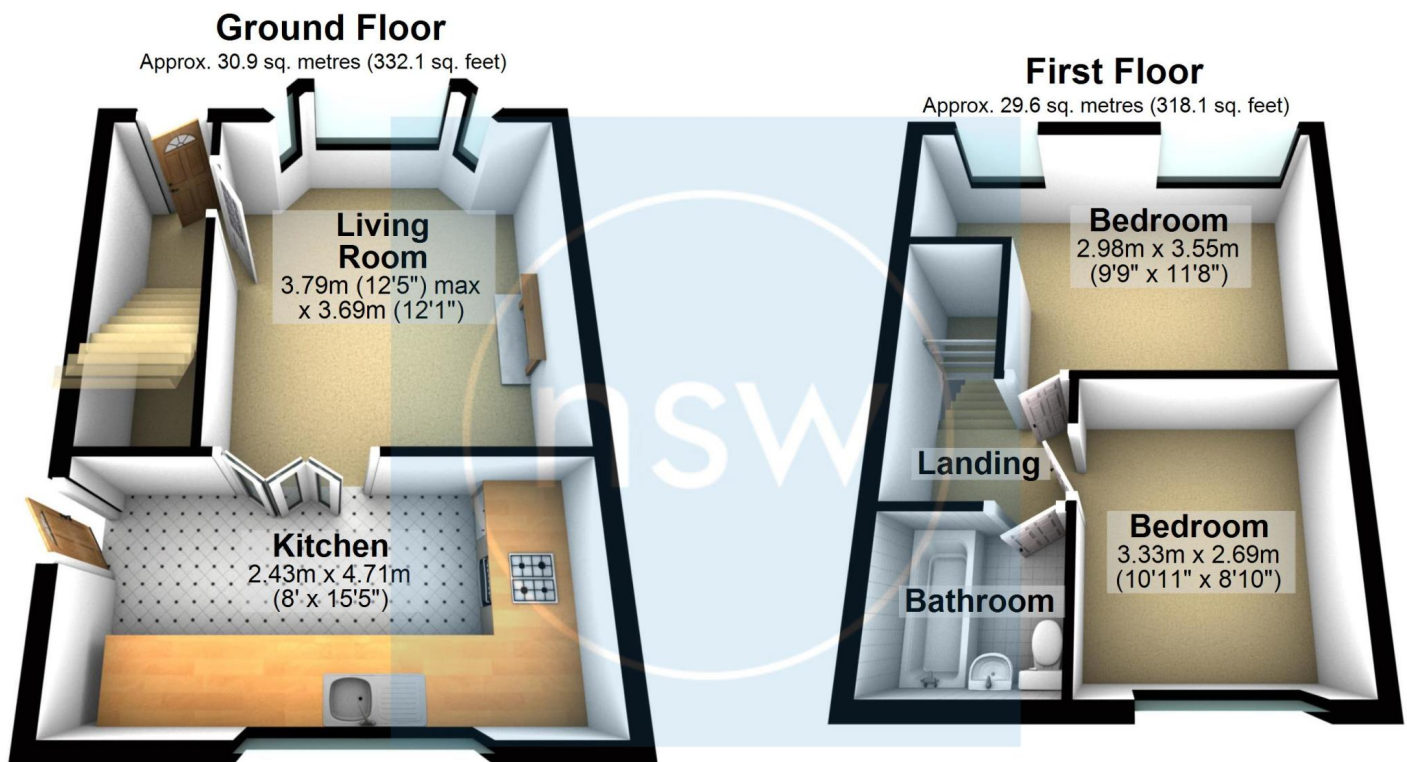 Ground Floor
Approx. 30.9 sq. metres (332.1 sq. feet)
Living
Room
3.79m (12'5") max
x 3.69m (12'1")
Kitchen
2.43m x 4.71m
(8' x 15'5")
First Floor
Approx. 29.6 sq. metres (318.1 sq. feet)
Bedroom
2.98m x 3.55m
(9'9" x 11'8")
Landing
Bedroom
3.33m x 2.69m
(10'11" x 8'10")
Bathroom
nsw